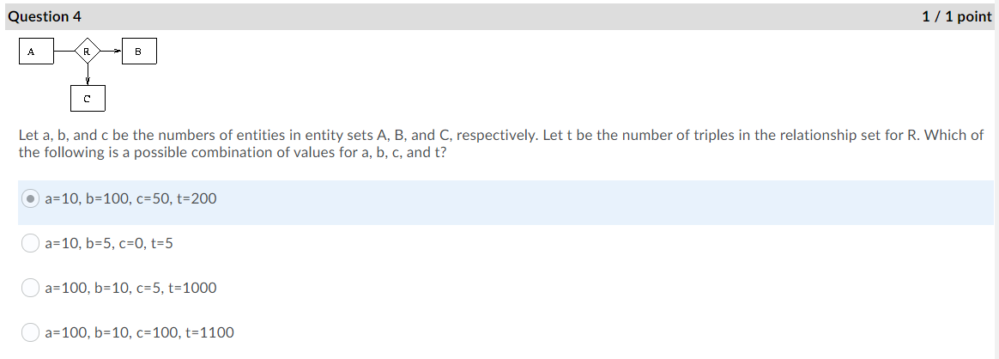 Question 4 1 / 1 point
A R B
C
Let a, b, and c be the numbers of entities in entity sets A, B, and C, respectively. Let t be the number of triples in the relationship set for R. Which of
the following is a possible combination of values for a, b, c, and t?
a=10, b=100, c=50, t=200
a=10, b=5, c=0, t=5
a=100, b=10, c=5, t=1000
a=100, b=10, c=100, t=1100